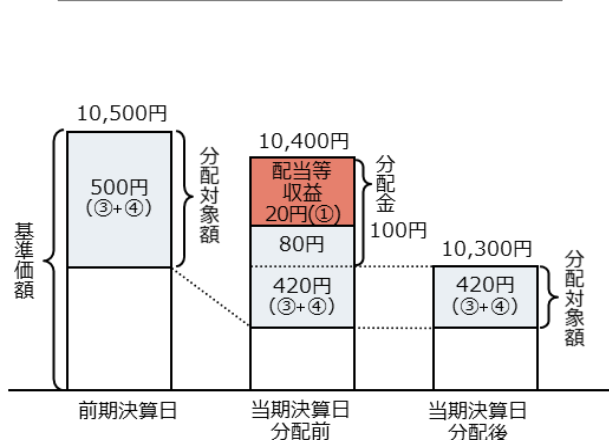 10,500円
500円
(③+④)
分配対象額
基準価額
10,400円
配当等
収益
20円(①)
80円
420円
(③+④)
分配金
100円
10,300円
420円
(③+④)
分配対象額
前期決算日
当期決算日
分配前
当期決算日
分配後